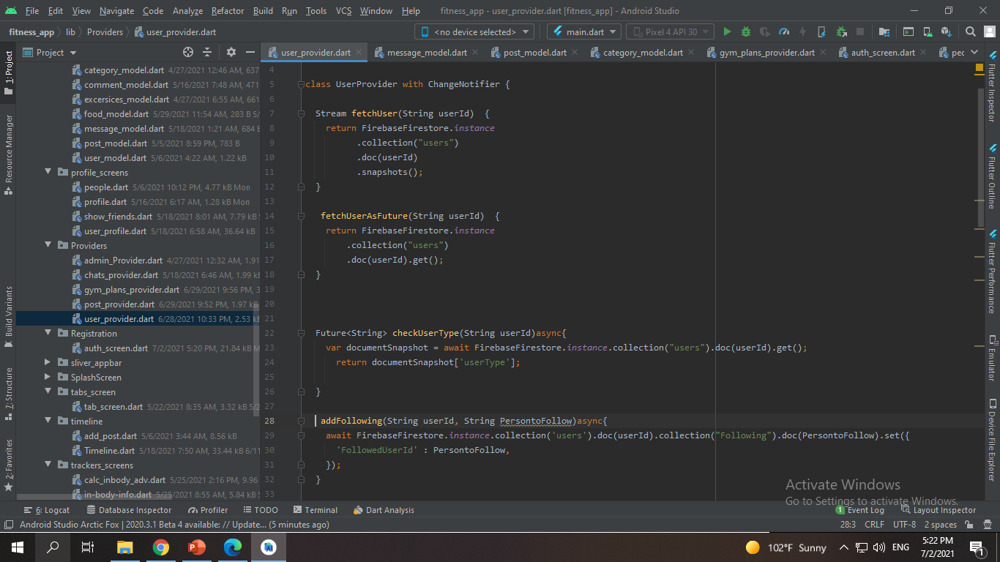 File Edit View Navigate Code Analyze Refactor Build Run Tools VCS Window Help fitness_app - user_provider.dart [fitness_app] - Android Studio
fitness_app lib Providers user_provider.dart <no device selected> main.dart Pixel 4 API 30
Project user_provider.dart message_model.dart post_model.dart category_model.dart gym_plans_provider.dart auth_screen.dart pec
1: Project
Resource Manager
Build Variants
7: Structure
2: Favorites
category_model.dart 4/27/2021 12:46 AM, 637
comment_model.dart 5/16/2021 7:48 AM, 471
excersices_model.dart 4/27/2021 6:55 AM, 661
food_model.dart 5/29/2021 11:54 AM, 283 B 5/
message_model.dart 5/18/2021 1:21 AM, 684 B
post_model.dart 5/5/2021 8:59 PM, 783 B
user_model.dart 5/6/2021 4:22 AM, 1.22 kB
profile_screens
people.dart 5/6/2021 10:12 PM, 4.77 kB Mom
profile.dart 5/16/2021 6:17 AM, 1.28 kB Mom
show_friends.dart 5/18/2021 8:01 AM, 7.79 kB
user_profile.dart 5/18/2021 6:58 AM, 36.64 kB
Providers
admin_Provider.dart 4/27/2021 12:32 AM, 1.91
chats_provider.dart 5/18/2021 6:46 AM, 1.99 kB
gym_plans_provider.dart 6/29/2021 9:56 PM, 3
post_provider.dart 6/29/2021 9:52 PM, 1.97 kB
user_provider.dart 6/28/2021 10:33 PM, 2.53 kB
Registration
auth_screen.dart 7/2/2021 5:20 PM, 21.84 kB M
sliver_appbar
SplashScreen
tabs_screen
tab_screen.dart 5/22/2021 8:35 AM, 3.32 kB 5/2
timeline
add_post.dart 5/6/2021 3:44 AM, 8.56 kB
Timeline.dart 5/18/2021 7:50 AM, 33.44 kB 6/11
trackers_screens
calc_inbody_adv.dart 5/25/2021 2:16 PM, 9.96
in-body-info.dart 5/25/2021 8:55 AM, 5.84 kB
4
5 class UserProvider with ChangeNotifier {
6
7 Stream fetchUser(String userId) {
8 return FirebaseFirestore.instance
9 .collection("users")
10 .doc(userId)
11 .snapshots();
12 }
13
14 fetchUserAsFuture(String userId) {
15 return FirebaseFirestore.instance
16 .collection("users")
17 .doc(userId).get();
18 }
19
20
21
22 Future<String> checkUserType(String userId)async{
23 var documentSnapshot = await FirebaseFirestore.instance.collection("users").doc(userId).get();
24 return documentSnapshot['userType'];
25
26 }
27
28 addFollowing(String userId, String PersontoFollow)async{
29 await FirebaseFirestore.instance.collection('users').doc(userId).collection("Following").doc(PersontoFollow).set({
30 'FollowedUserId' : PersontoFollow,
31 });
32 }
33
Flutter Inspector
Flutter Outline
Flutter Performance
Emulator
Device File Explorer
Activate Windows
Go to Settings to activate Windows.
6: Logcat Database Inspector Profiler TODO Terminal Dart Analysis 1 Event Log Layout Inspector
Android Studio Arctic Fox | 2020.3.1 Beta 4 available: // Update... (5 minutes ago) 28:3 CRLF UTF-8 2 spaces
102°F Sunny ENG 5:22 PM
7/2/2021 1